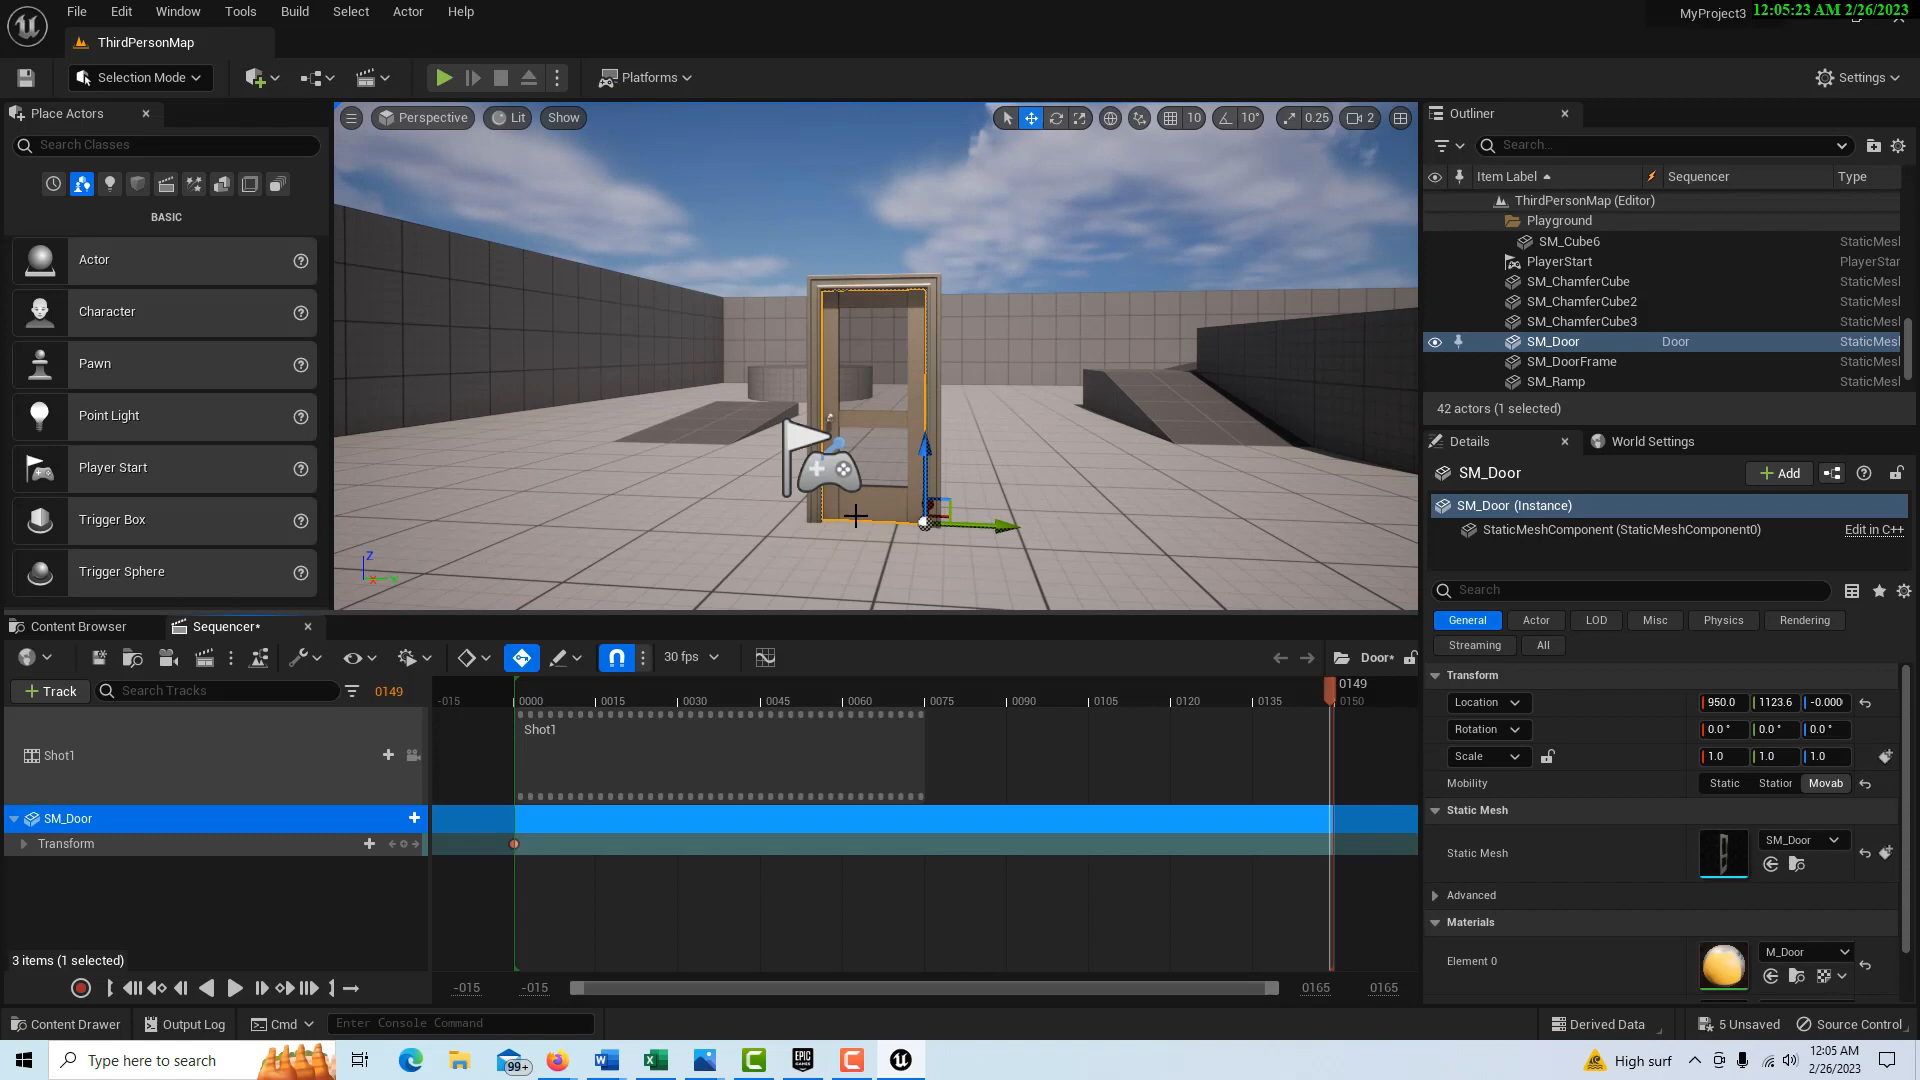 File Edit Window Tools Build Select Actor Help
MyProject3 12:05:23 AM 2/26/2023
ThirdPersonMap
Selection Mode
Platforms
Settings
Place Actors
Search Classes
BASIC
Actor
Character
Pawn
Point Light
Player Start
Trigger Box
Trigger Sphere
Perspective Lit Show
10 10° 0.25 2
Z
X
Y
Outliner
Search...
Item Label Sequencer Type
ThirdPersonMap (Editor)
Playground
SM_Cube6 StaticMesl
PlayerStart PlayerStar
SM_ChamferCube StaticMesl
SM_ChamferCube2 StaticMesl
SM_ChamferCube3 StaticMesl
SM_Door Door StaticMesl
SM_DoorFrame StaticMesl
SM_Ramp StaticMesl
42 actors (1 selected)
Details World Settings
SM_Door Add
SM_Door (Instance)
StaticMeshComponent (StaticMeshComponent0) Edit in C++
Search
General Actor LOD Misc Physics Rendering
Streaming All
Transform
Location 950.0 1123.6 -0.000
Rotation 0.0 ° 0.0 ° 0.0 °
Scale 1.0 1.0 1.0
Mobility Static Station Movab
Static Mesh
Static Mesh SM_Door
Advanced
Materials
Element 0 M_Door
Content Browser Sequencer*
30 fps Door*
Track Search Tracks 0149
0149
-015 0000 0015 0030 0045 0060 0075 0090 0105 0120 0135 0150
Shot1
Shot1
SM_Door
Transform
3 items (1 selected)
-015 -015 0165 0165
Content Drawer Output Log Cmd Enter Console Command Derived Data 5 Unsaved Source Control
Type here to search 99+ EPIC GAMES High surf 12:05 AM
2/26/2023